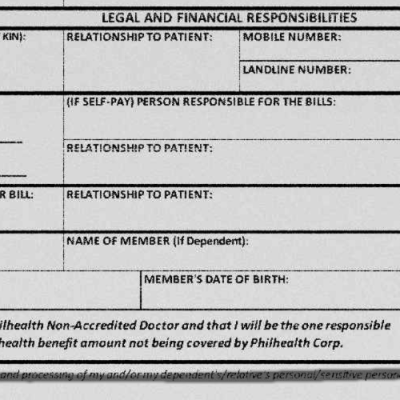 LEGAL AND FINANCIAL RESPONSIBILITIES
KIN): RELATIONSHIP TO PATIENT: MOBILE NUMBER:
LANDLINE NUMBER:
(IF SELF-PAY) PERSON RESPONSIBLE FOR THE BILLS:
RELATIONSHIP TO PATIENT:
R BILL: RELATIONSHIP TO PATIENT:
NAME OF MEMBER (If Dependent):
MEMBER'S DATE OF BIRTH:
ilhealth Non-Accredited Doctor and that I will be the one responsible
health benefit amount not being covered by Philhealth Corp.
and processing of my and/or my dependent's/relative's personal/sensitive persona